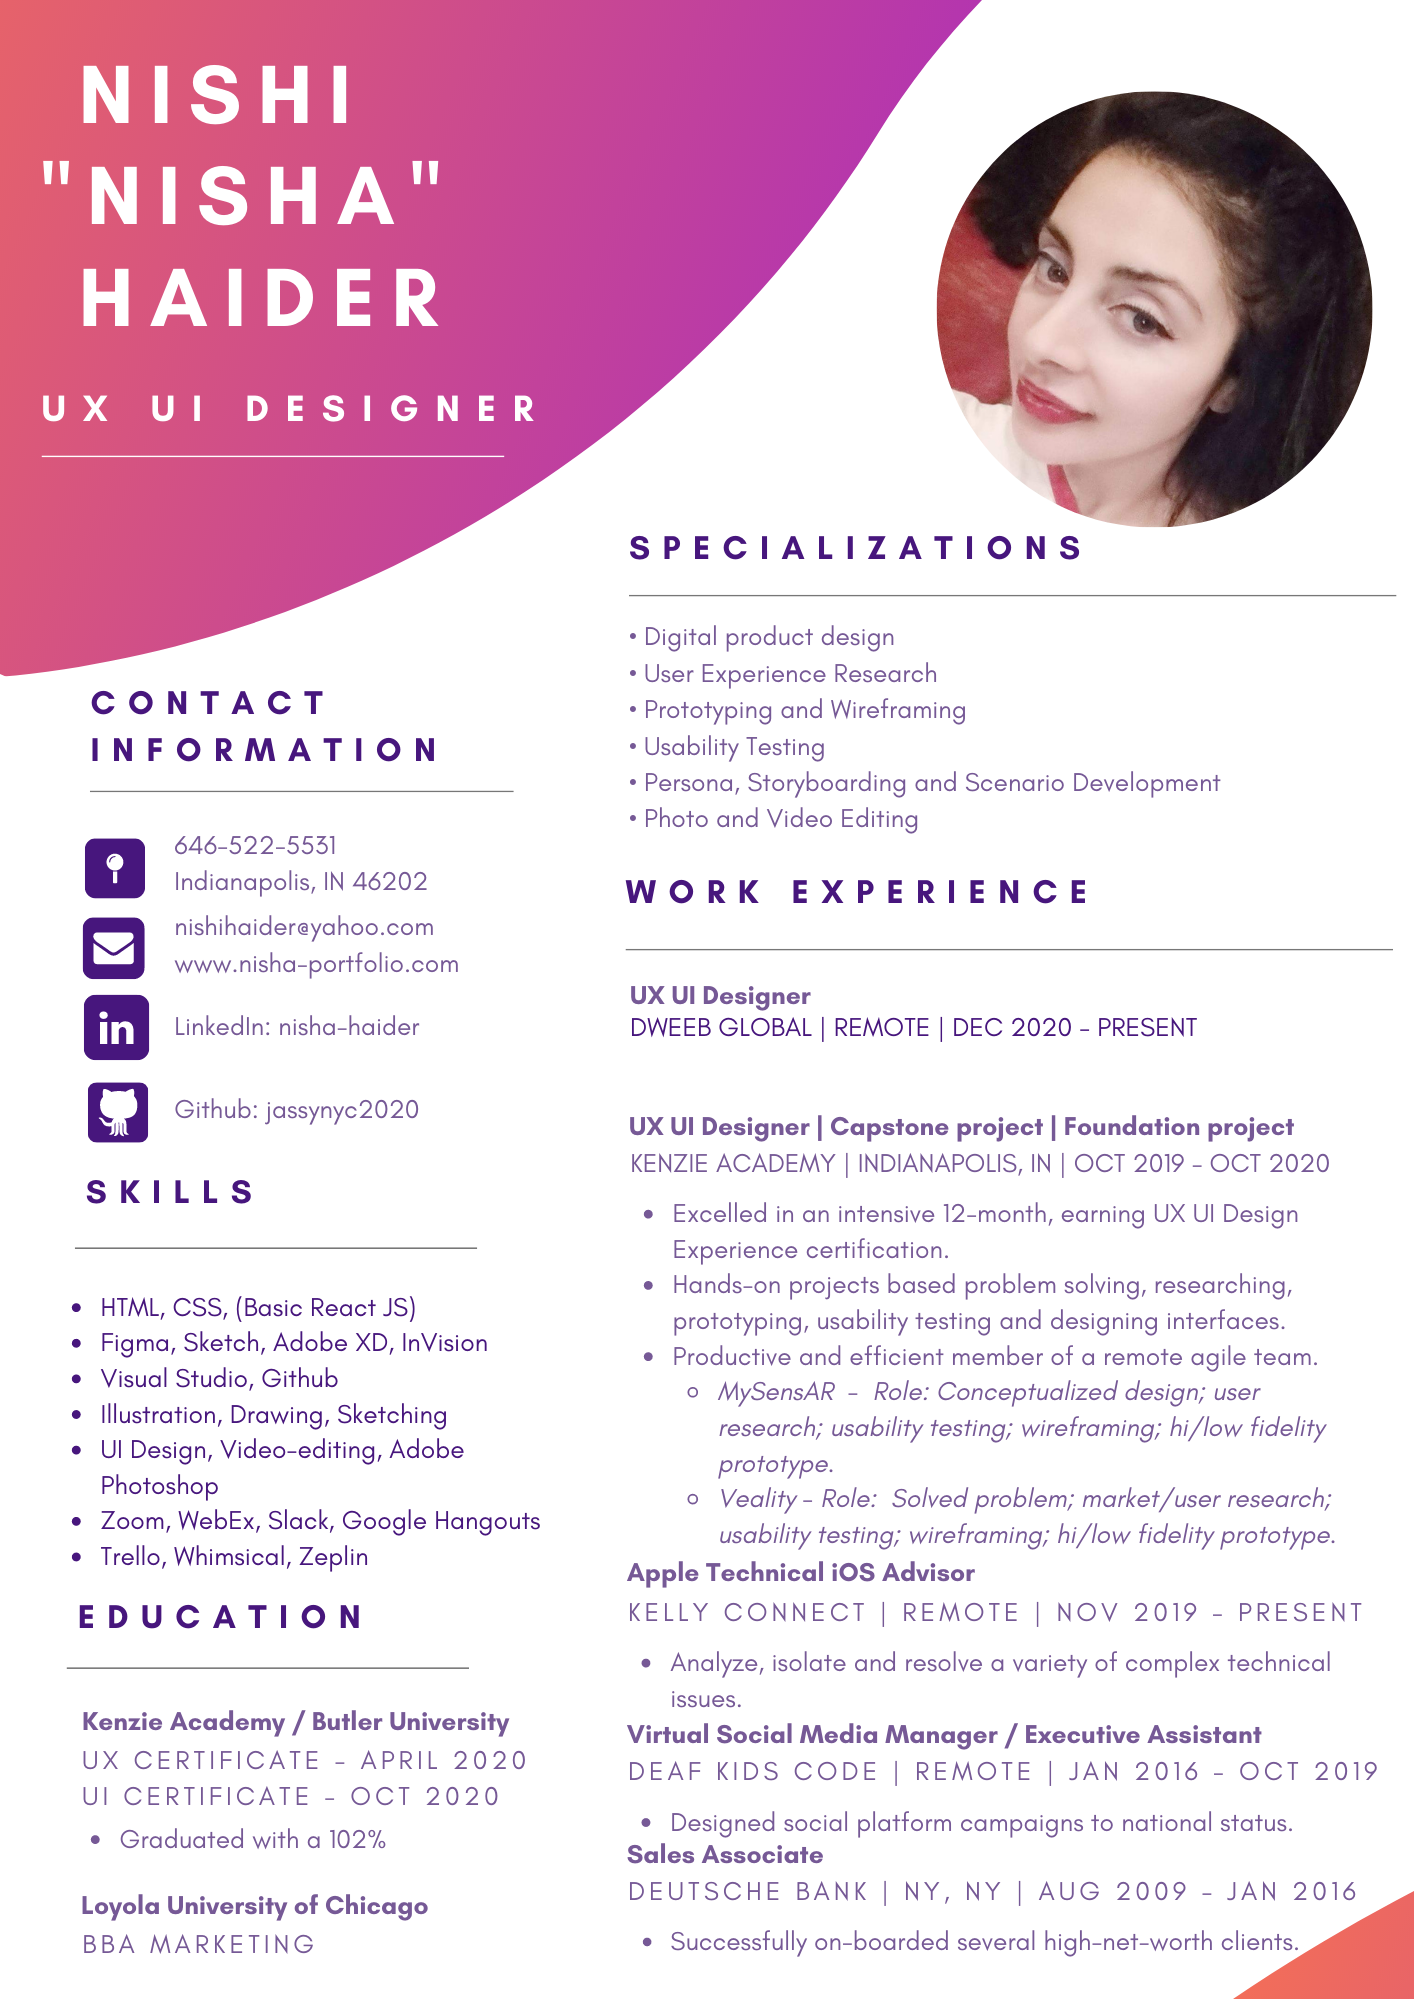 NISHI
"NISHA"
HAIDER
UX UI DESIGNER
CONTACT
INFORMATION
646-522-5531
Indianapolis, IN 46202
nishihaider@yahoo.com
www.nisha-portfolio.com
LinkedIn: nisha-haider
Github: jassynyc2020
SKILLS
• HTML, CSS, (Basic React JS)
• Figma, Sketch, Adobe XD, InVision
• Visual Studio, Github
• Illustration, Drawing, Sketching
• UI Design, Video-editing, Adobe
Photoshop
• Zoom, WebEx, Slack, Google Hangouts
• Trello, Whimsical, Zeplin
EDUCATION
Kenzie Academy / Butler University
UX CERTIFICATE - APRIL 2020
UI CERTIFICATE - OCT 2020
• Graduated with a 102%
Loyola University of Chicago
BBA MARKETING
SPECIALIZATIONS
• Digital product design
• User Experience Research
• Prototyping and Wireframing
• Usability Testing
• Persona, Storyboarding and Scenario Development
• Photo and Video Editing
WORK EXPERIENCE
UX UI Designer
DWEEB GLOBAL | REMOTE | DEC 2020 - PRESENT
UX UI Designer | Capstone project | Foundation project
KENZIE ACADEMY | INDIANAPOLIS, IN | OCT 2019 - OCT 2020
• Excelled in an intensive 12-month, earning UX UI Design
Experience certification.
• Hands-on projects based problem solving, researching,
prototyping, usability testing and designing interfaces.
• Productive and efficient member of a remote agile team.
◦ MySensAR - Role: Conceptualized design; user
research; usability testing; wireframing; hi/low fidelity
prototype.
◦ Veality - Role: Solved problem; market/user research;
usability testing; wireframing; hi/low fidelity prototype.
Apple Technical iOS Advisor
KELLY CONNECT | REMOTE | NOV 2019 - PRESENT
• Analyze, isolate and resolve a variety of complex technical
issues.
Virtual Social Media Manager / Executive Assistant
DEAF KIDS CODE | REMOTE | JAN 2016 - OCT 2019
• Designed social platform campaigns to national status.
Sales Associate
DEUTSCHE BANK | NY, NY | AUG 2009 - JAN 2016
• Successfully on-boarded several high-net-worth clients.